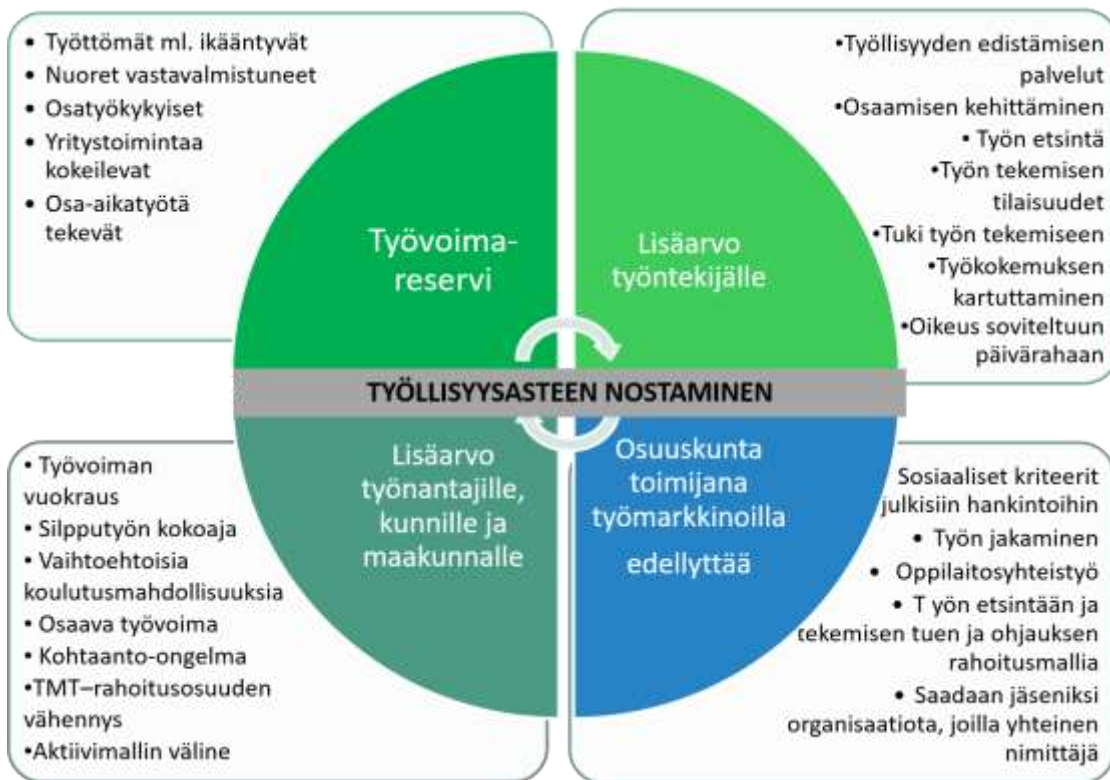 • Työttömät ml. ikääntyvät
• Nuoret vastavalmistuneet
• Osatyökykyiset
• Yritystoimintaa
kokeilevat
• Osa-aikatyötä
tekevät
•Työllisyyden edistämisen
palvelut
•Osaamisen kehittäminen
• Työn etsintä
•Työn tekemisen
tilaisuudet
•Tuki työn tekemiseen
•Työkokemuksen
kartuttaminen
•Oikeus soviteltuun
päivärahaan
Työvoima-
reservi
Lisäarvo
työntekijälle
TYÖLLISYYSASTEEN NOSTAMINEN
Lisäarvo
työnantajille,
kunnille ja
maakunnalle
Osuuskunta
toimijana
työmarkkinoilla
edellyttää
• Työvoiman
vuokraus
• Silpputyön kokoaja
• Vaihtoehtoisia
koulutusmahdollisuuksia
• Osaava työvoima
• Kohtaanto-ongelma
•TMT–rahoitusosuuden
vähennys
•Aktiivimallin väline
Sosiaaliset kriteerit
julkisiin hankintoihin
• Työn jakaminen
• Oppilaitosyhteistyö
• T yön etsintään ja
tekemisen tuen ja ohjauksen
rahoitusmallia
• Saadaan jäseniksi
organisaatiota, joilla yhteinen
nimittäjä